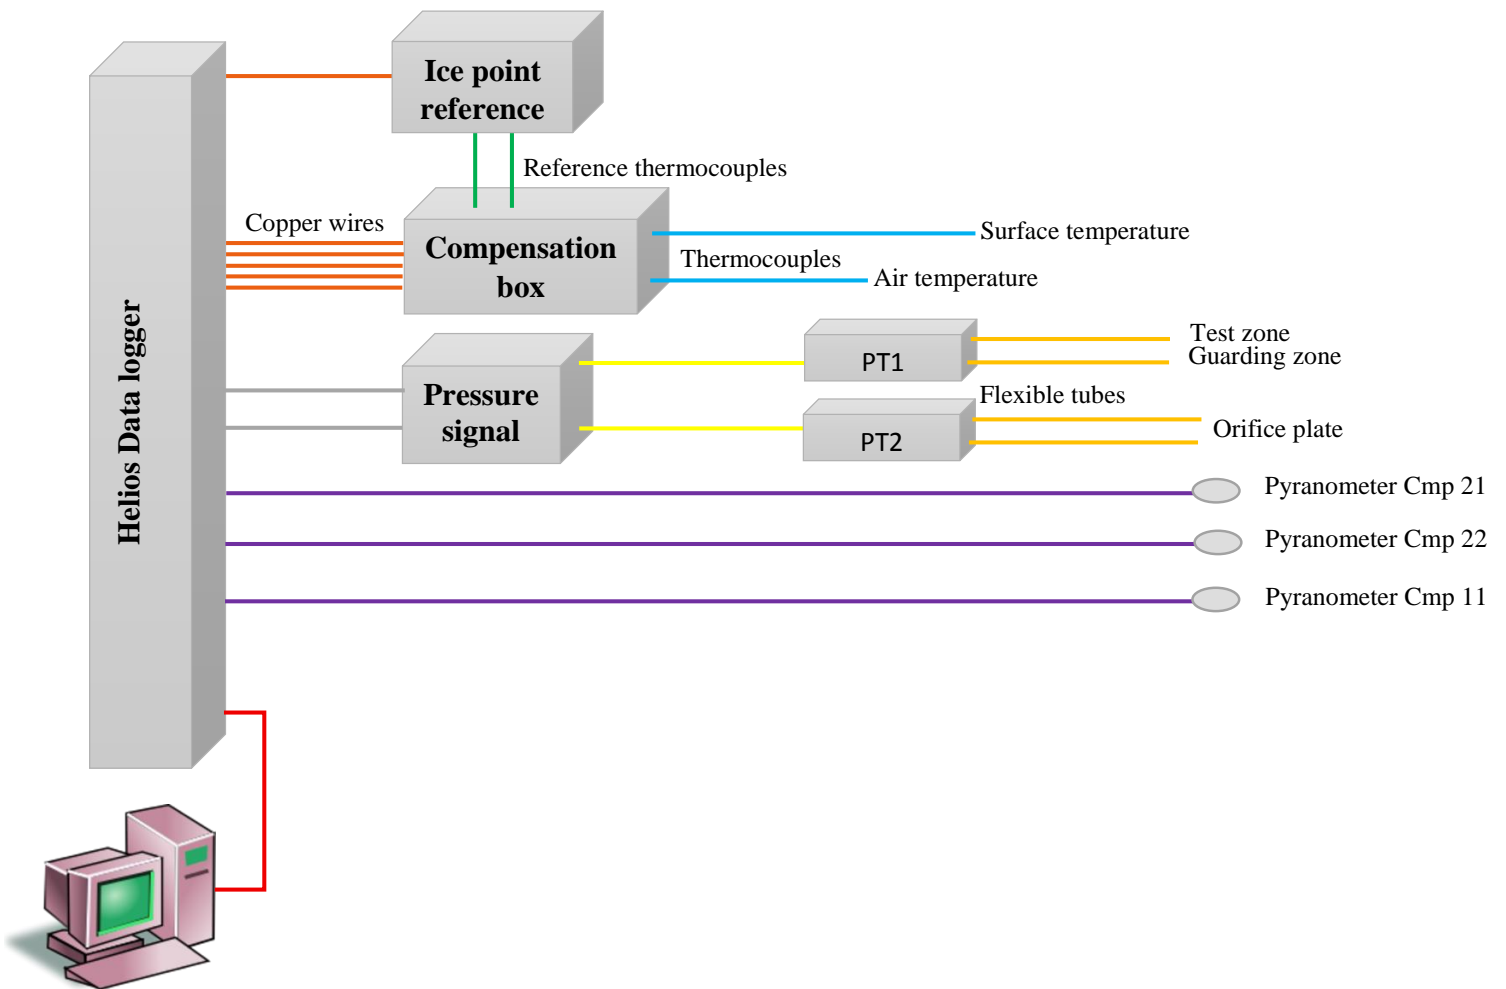 Ice point
reference
Reference thermocouples
Copper wires
Compensation
box
Surface temperature
Thermocouples
Air temperature
Helios Data logger
Pressure
signal
PT1
Test zone
Guarding zone
Flexible tubes
PT2
Orifice plate
Pyranometer Cmp 21
Pyranometer Cmp 22
Pyranometer Cmp 11